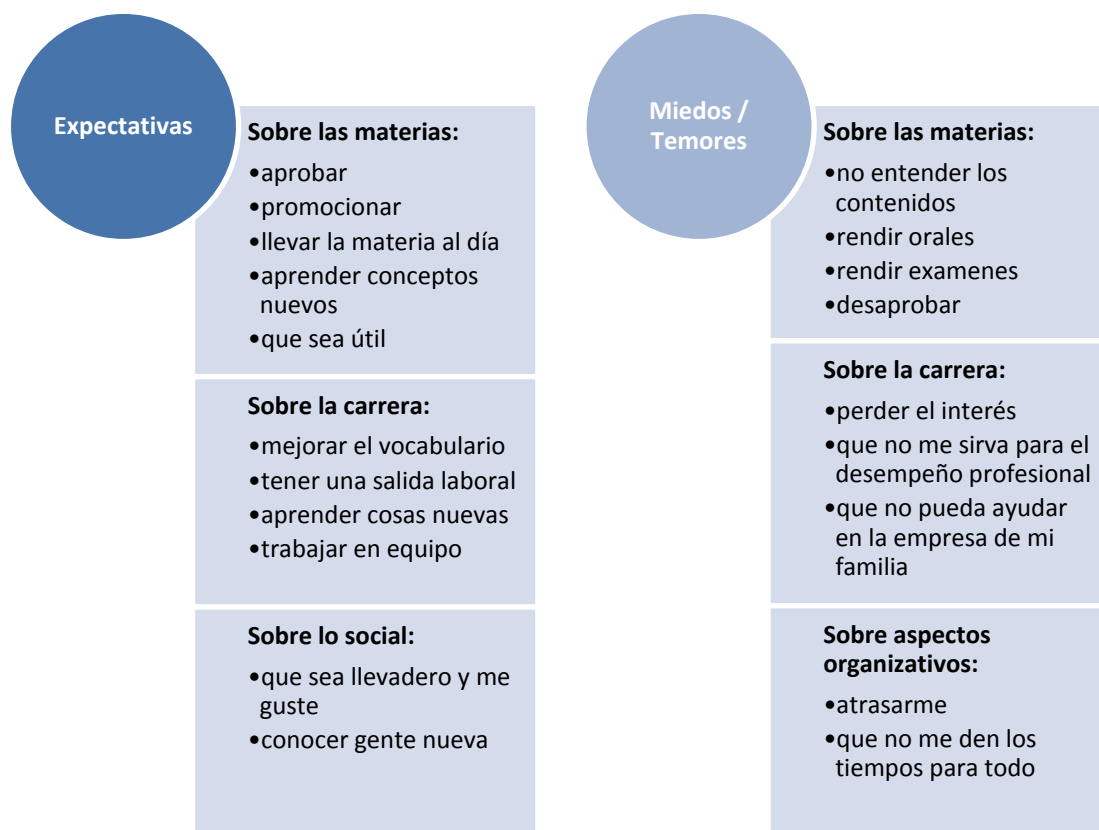 Expectativas
Sobre las materias:
•aprobar
•promocionar
•llevar la materia al día
•aprender conceptos
nuevos
•que sea útil
Sobre la carrera:
•mejorar el vocabulario
•tener una salida laboral
•aprender cosas nuevas
•trabajar en equipo
Sobre lo social:
•que sea llevadero y me
guste
•conocer gente nueva
Miedos /
Temores
Sobre las materias:
•no entender los
contenidos
•rendir orales
•rendir examenes
•desaprobar
Sobre la carrera:
•perder el interés
•que no me sirva para el
desempeño profesional
•que no pueda ayudar
en la empresa de mi
familia
Sobre aspectos
organizativos:
•atrasarme
•que no me den los
tiempos para todo